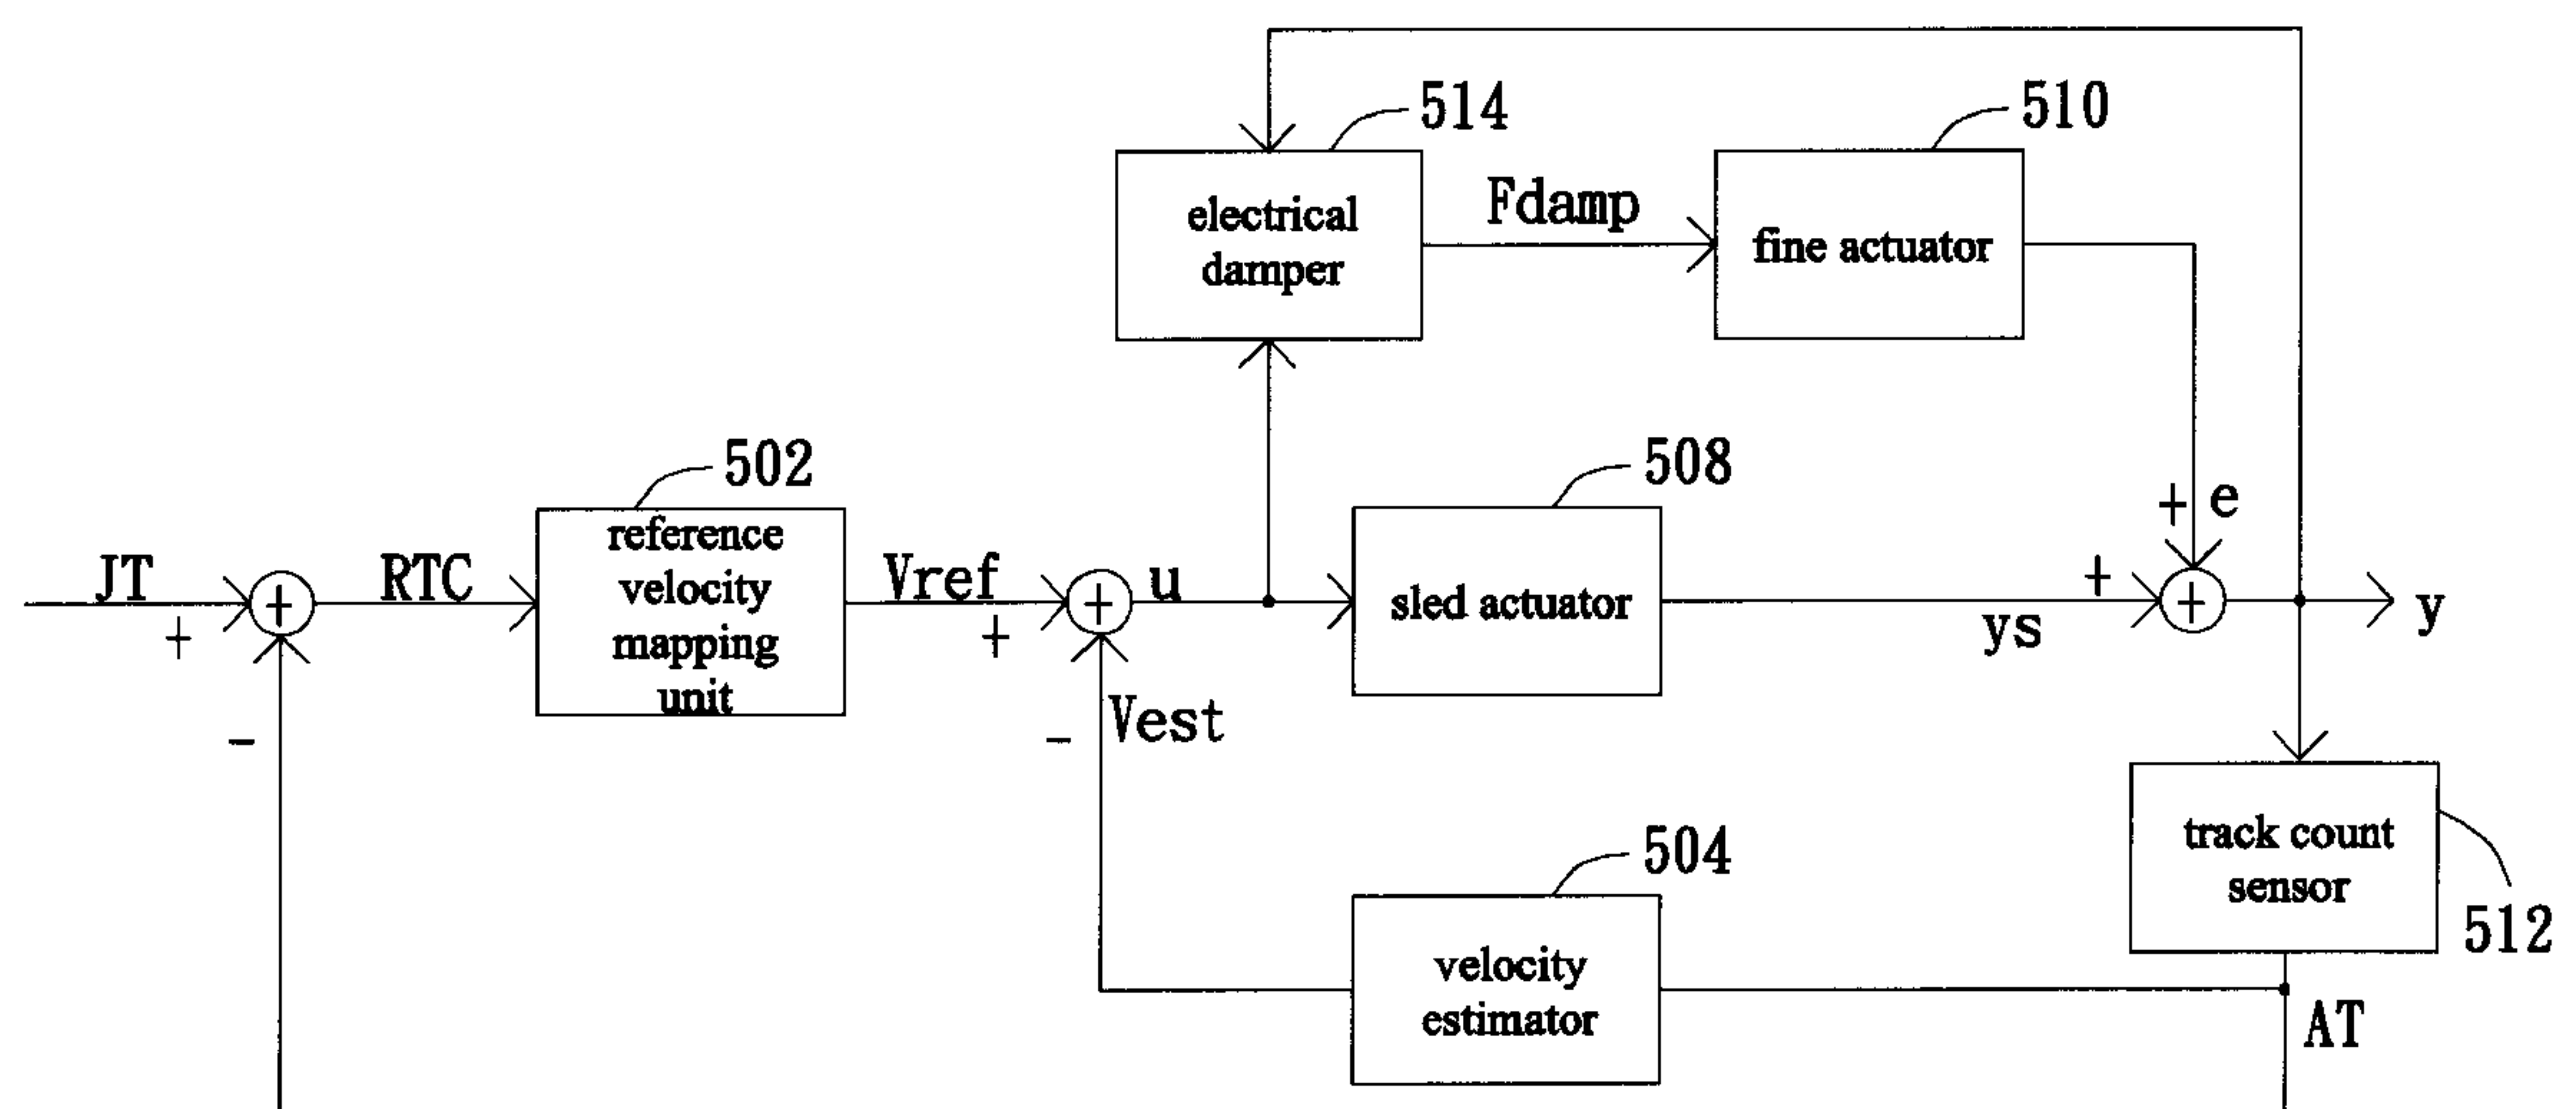 514
510
electrical
damper
Fdamp
fine actuator
502
508
+ e
JT
+
+
RTC
reference
velocity
mapping
unit
Vref
+
+
u
sled actuator
ys
+
+
y
-
-
Vest
504
track count
sensor
512
velocity
estimator
AT